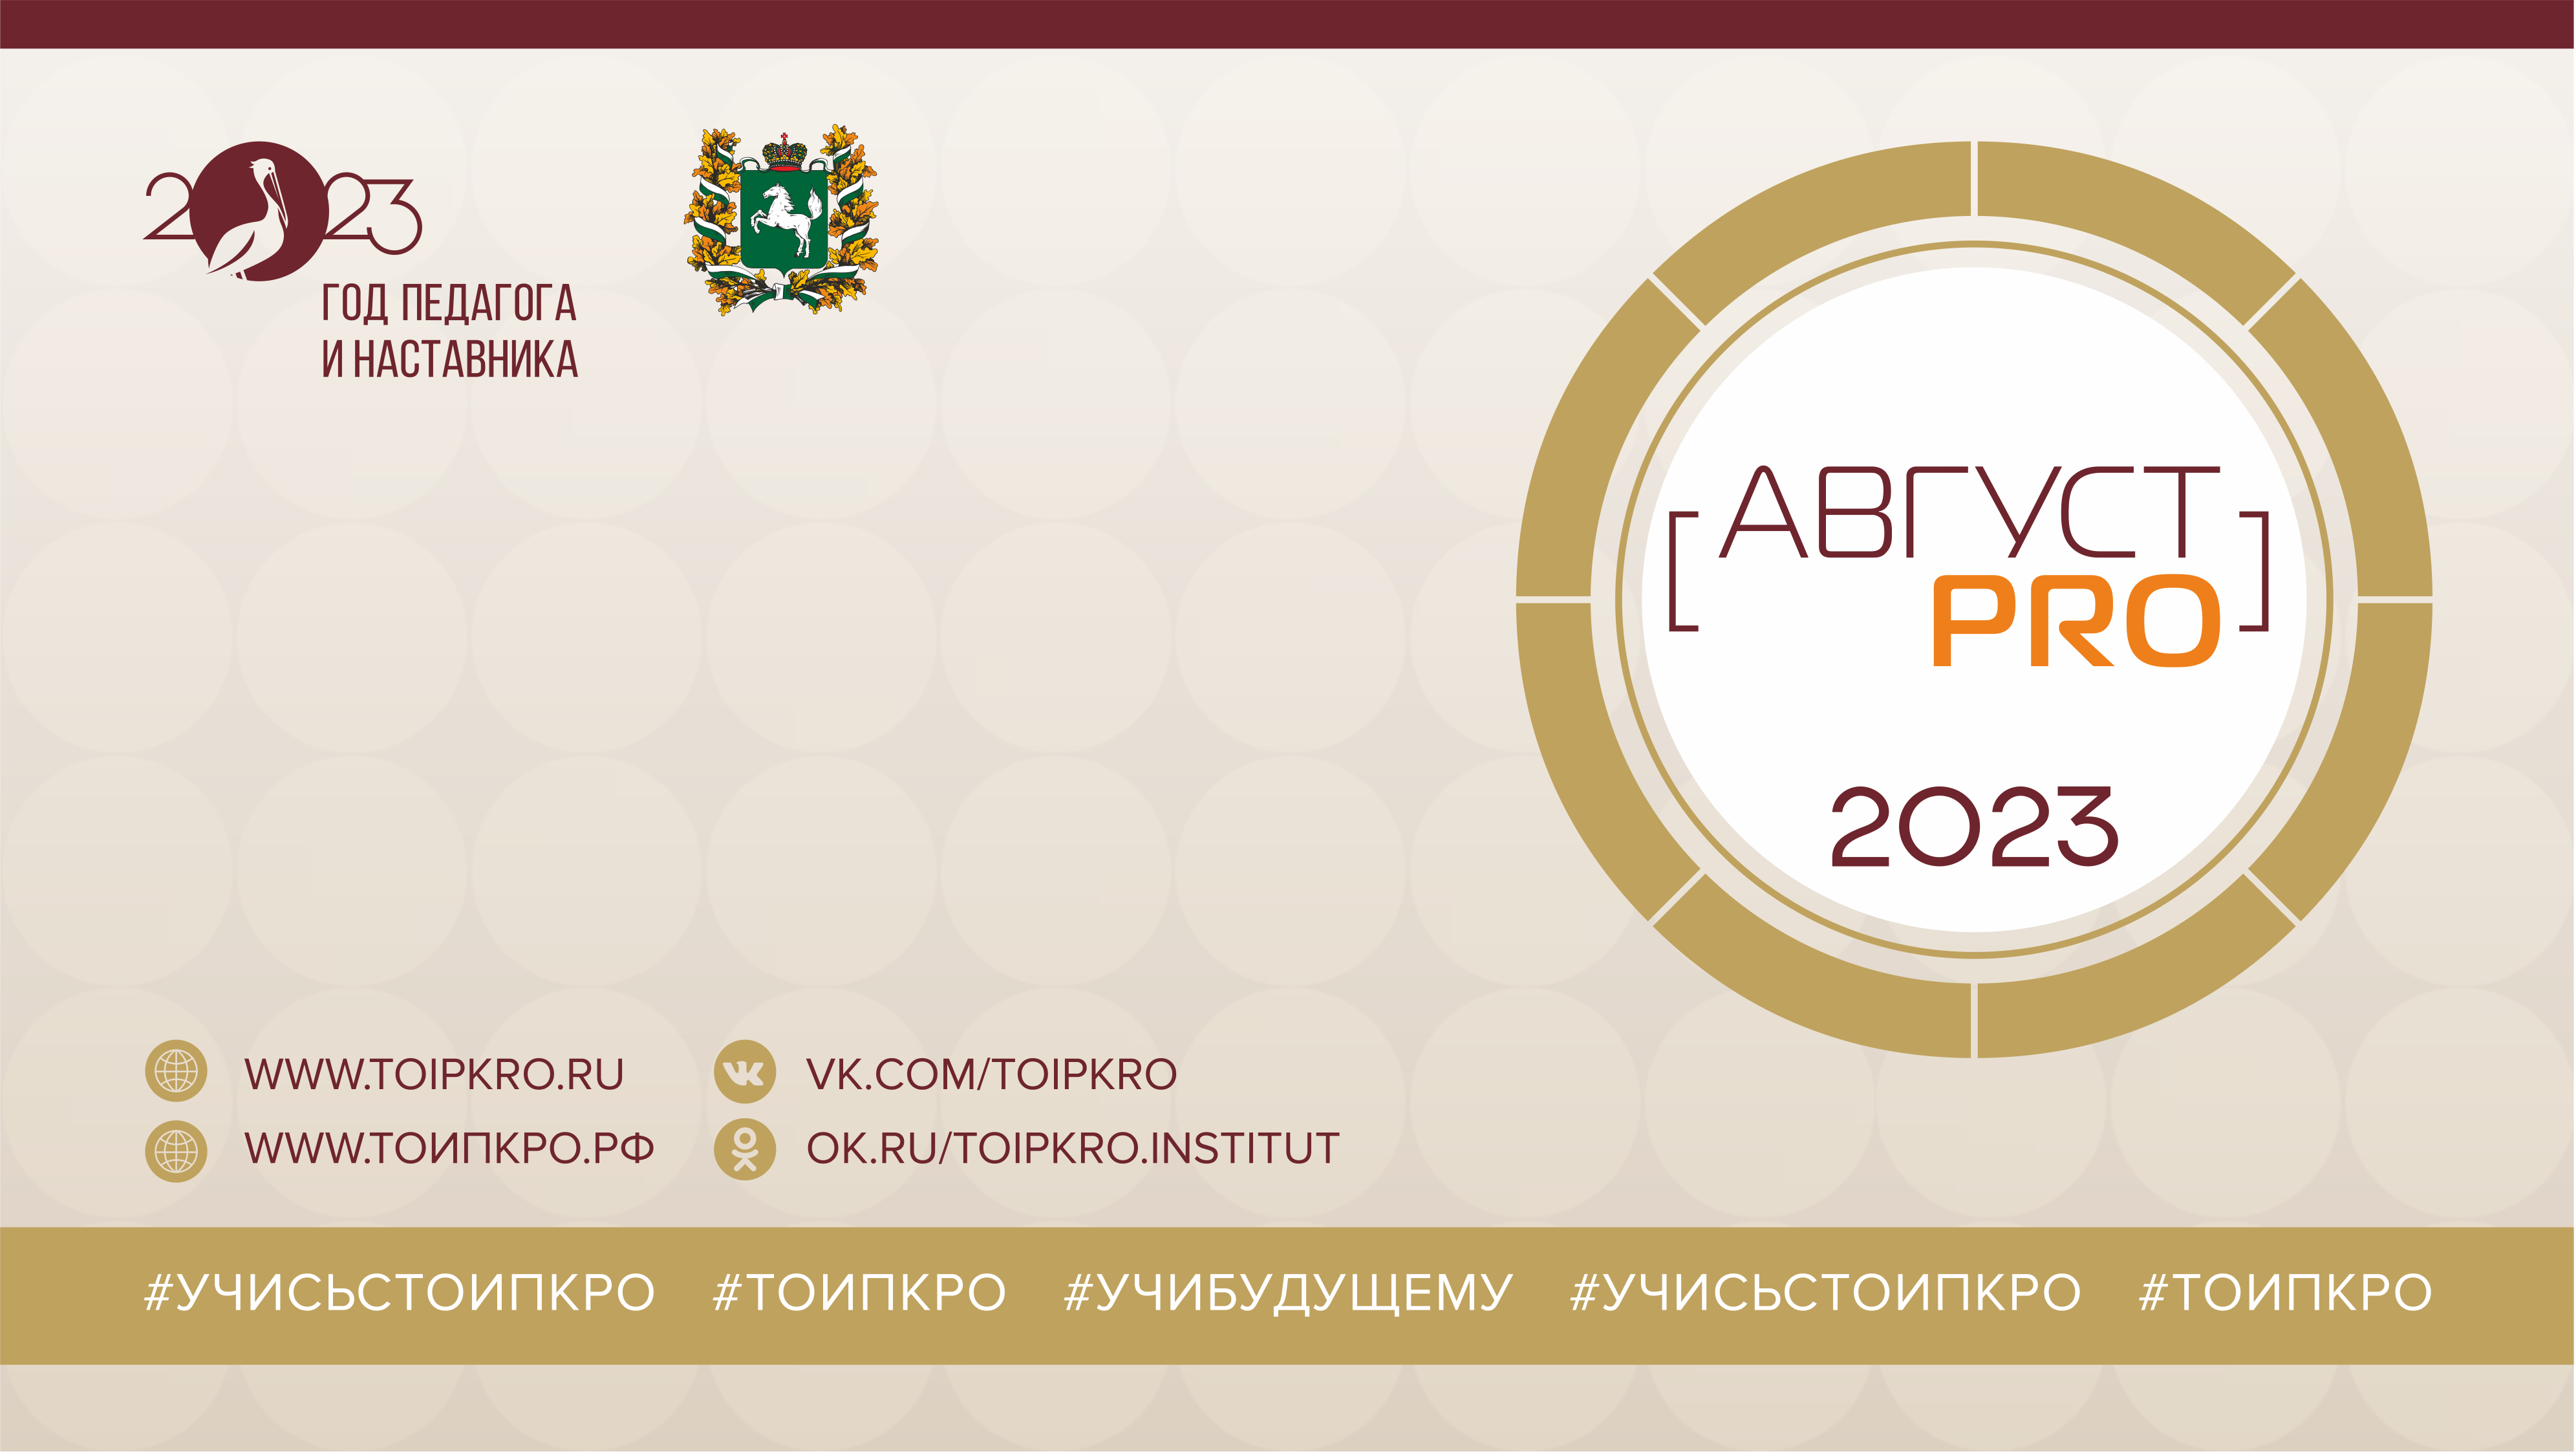 2023
ГОД ПЕДАГОГА
И НАСТАВНИКА
[АВГУСТ
PRO]
2023
WWW.TOIPKRO.RU
VK.COM/TOIPKRO
WWW.ТОИПКРО.РФ
OK.RU/TOIPKRO.INSTITUT
#УЧИСЬСТОИПКРО #ТОИПКРО #УЧИБУДУЩЕМУ #УЧИСЬСТОИПКРО #ТОИПКРО